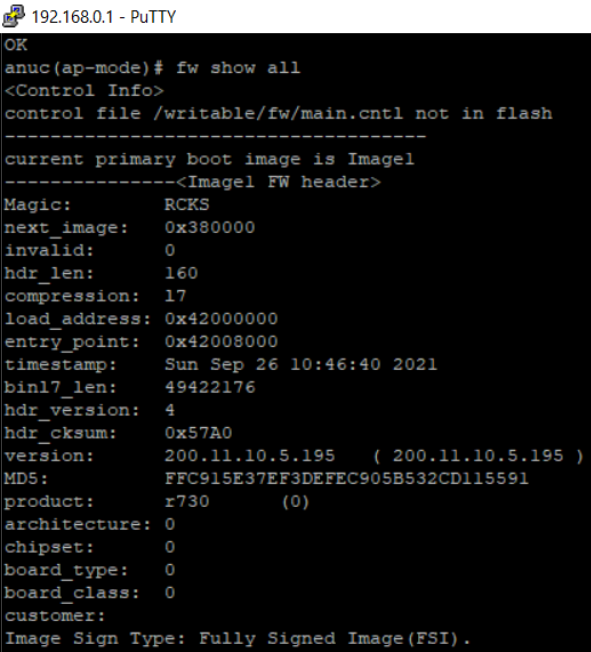 192.168.0.1 - PuTTY
OK
anuc(ap-mode)# fw show all
<Control Info>
control file /writable/fw/main.cntl not in flash
-------------------------------------
current primary boot image is Image1
---------------<Image1 FW header>
Magic: RCKS
next_image: 0x380000
invalid: 0
hdr_len: 160
compression: l7
load_address: 0x42000000
entry_point: 0x42008000
timestamp: Sun Sep 26 10:46:40 2021
binl7_len: 49422176
hdr_version: 4
hdr_cksum: 0x57A0
version: 200.11.10.5.195 ( 200.11.10.5.195 )
MD5: FFC915E37EF3DEFEC905B532CD115591
product: r730 (0)
architecture: 0
chipset: 0
board_type: 0
board_class: 0
customer:
Image Sign Type: Fully Signed Image(FSI).